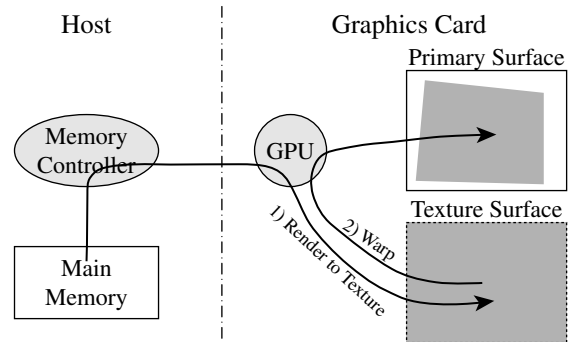 Host
Graphics Card
Primary Surface
Memory
Controller
GPU
Texture Surface
1) Render to Texture
2) Warp
Main
Memory